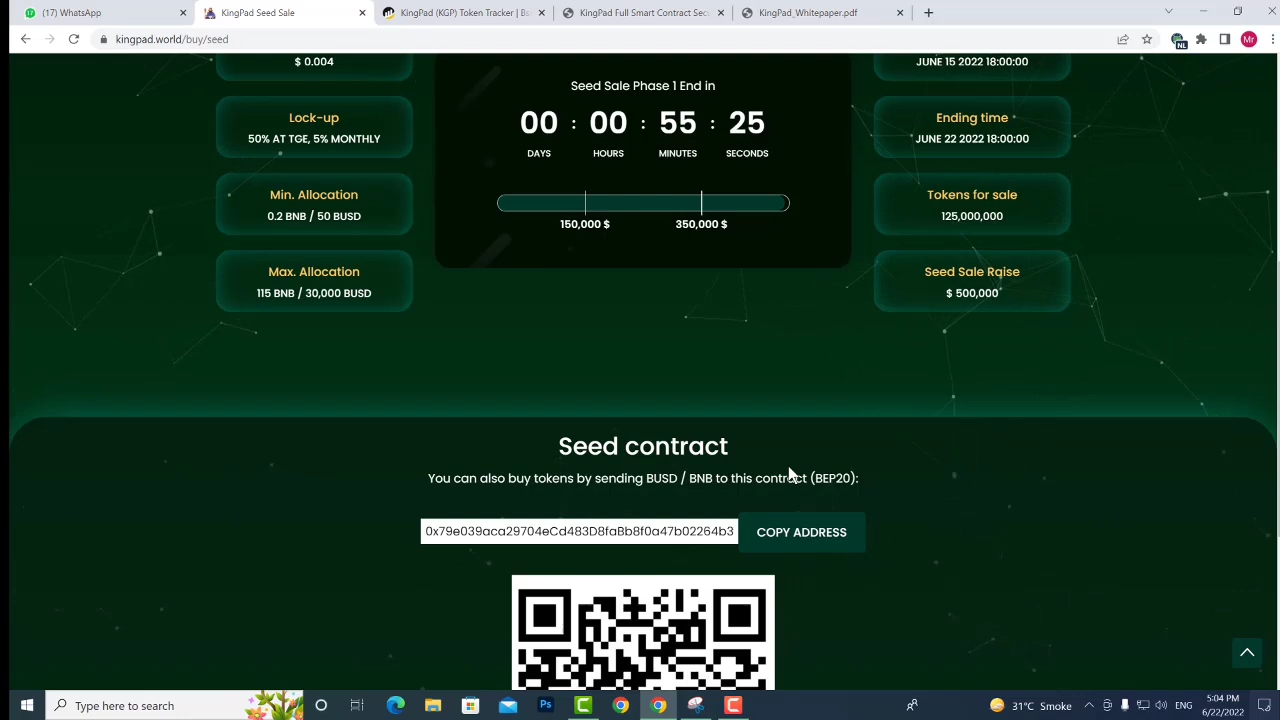 (17) WhatsApp
KingPad Seed Sale
KingPad (KGP) Token Tracker | Bs
KingPad Full Smart Contract Sec
KingPad_Whitepaper.pdf
kingpad.world/buy/seed
NL
Mr
$ 0.004
Lock-up
50% AT TGE, 5% MONTHLY
Min. Allocation
0.2 BNB / 50 BUSD
Max. Allocation
115 BNB / 30,000 BUSD
Seed Sale Phase 1 End in
00 : 00 : 55 : 25
DAYS HOURS MINUTES SECONDS
150,000 $ 350,000 $
JUNE 15 2022 18:00:00
Ending time
JUNE 22 2022 18:00:00
Tokens for sale
125,000,000
Seed Sale Raise
$ 500,000
Seed contract
You can also buy tokens by sending BUSD / BNB to this contract (BEP20):
0x79e039aca29704eCd483D8faBb8f0a47b02264b3
COPY ADDRESS
Type here to search
Ps
31°C Smoke
ENG
5:04 PM
6/22/2022